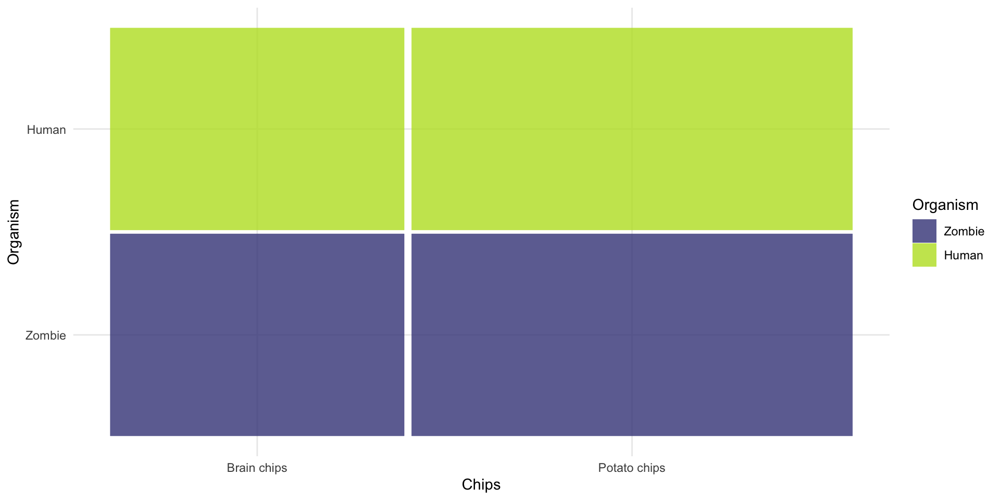 Human
Organism
Zombie
Brain chips
Potato chips
Chips
Organism
Zombie
Human